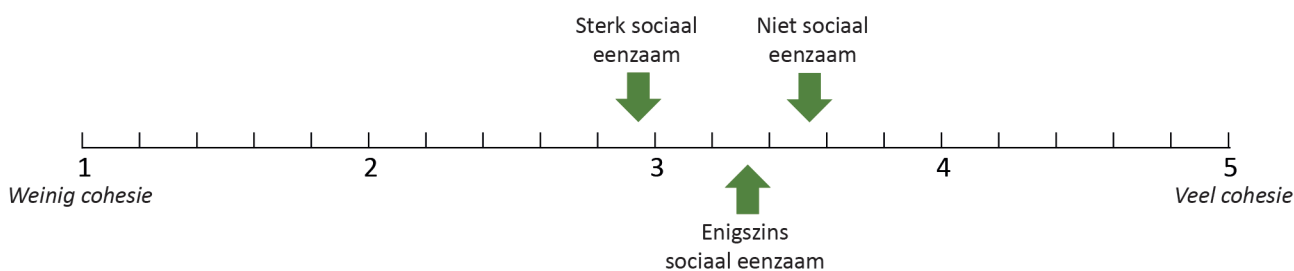 Sterk sociaal
eenzaam
Niet sociaal
eenzaam
1
2
3
4
5
Weinig cohesie
Veel cohesie
Enigszins
sociaal eenzaam